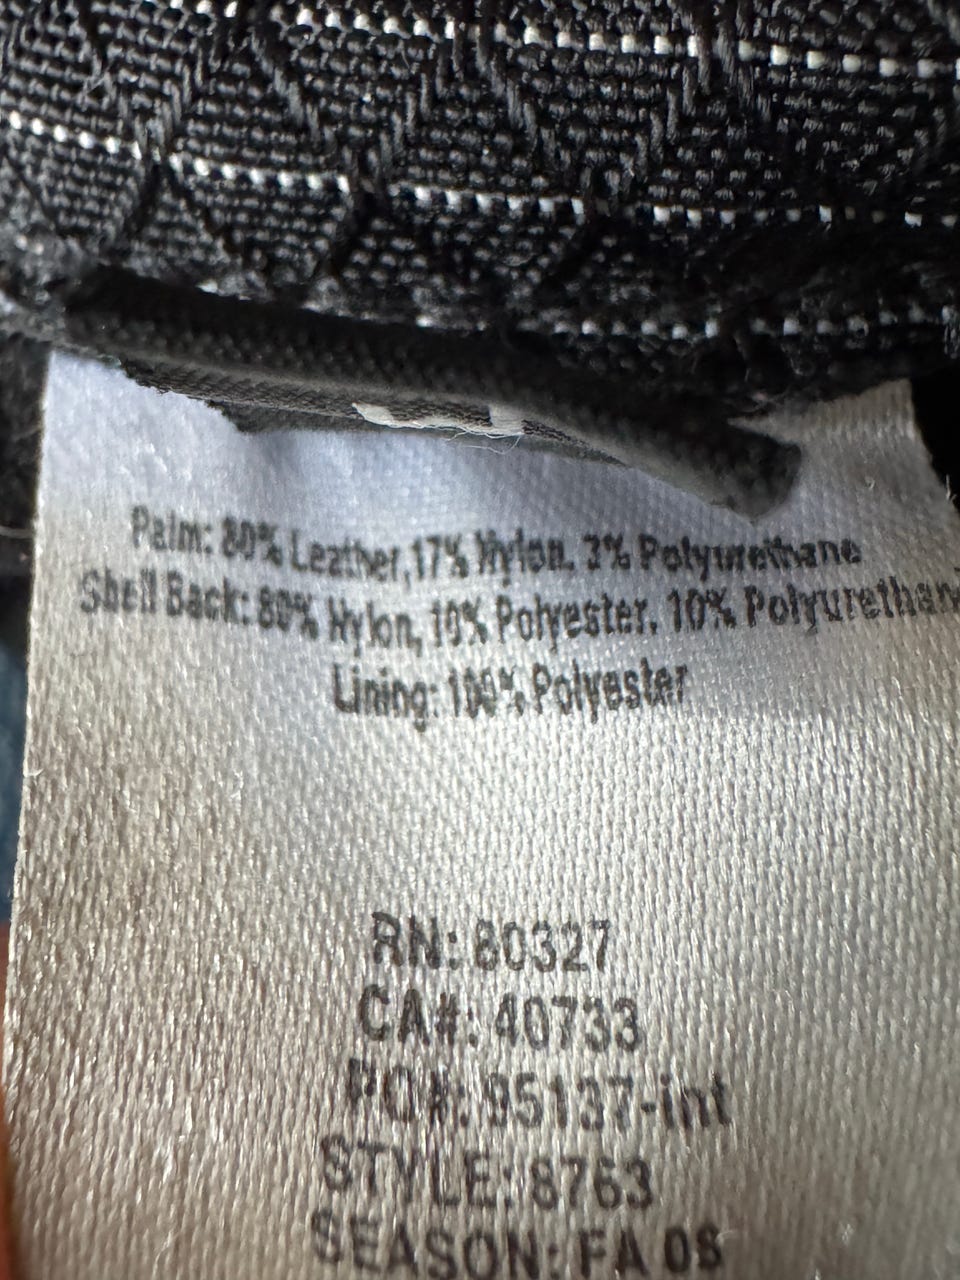 Palm: 80% Leather,17% Nylon. 3% Polyurethane
Shell Back: 80% Nylon, 10% Polyester. 10% Polyurethan
Lining: 100% Polyester
RN: 80327
CA#: 40733
PO#: 95137-int
STYLE: 8763
SEASON: FA 08